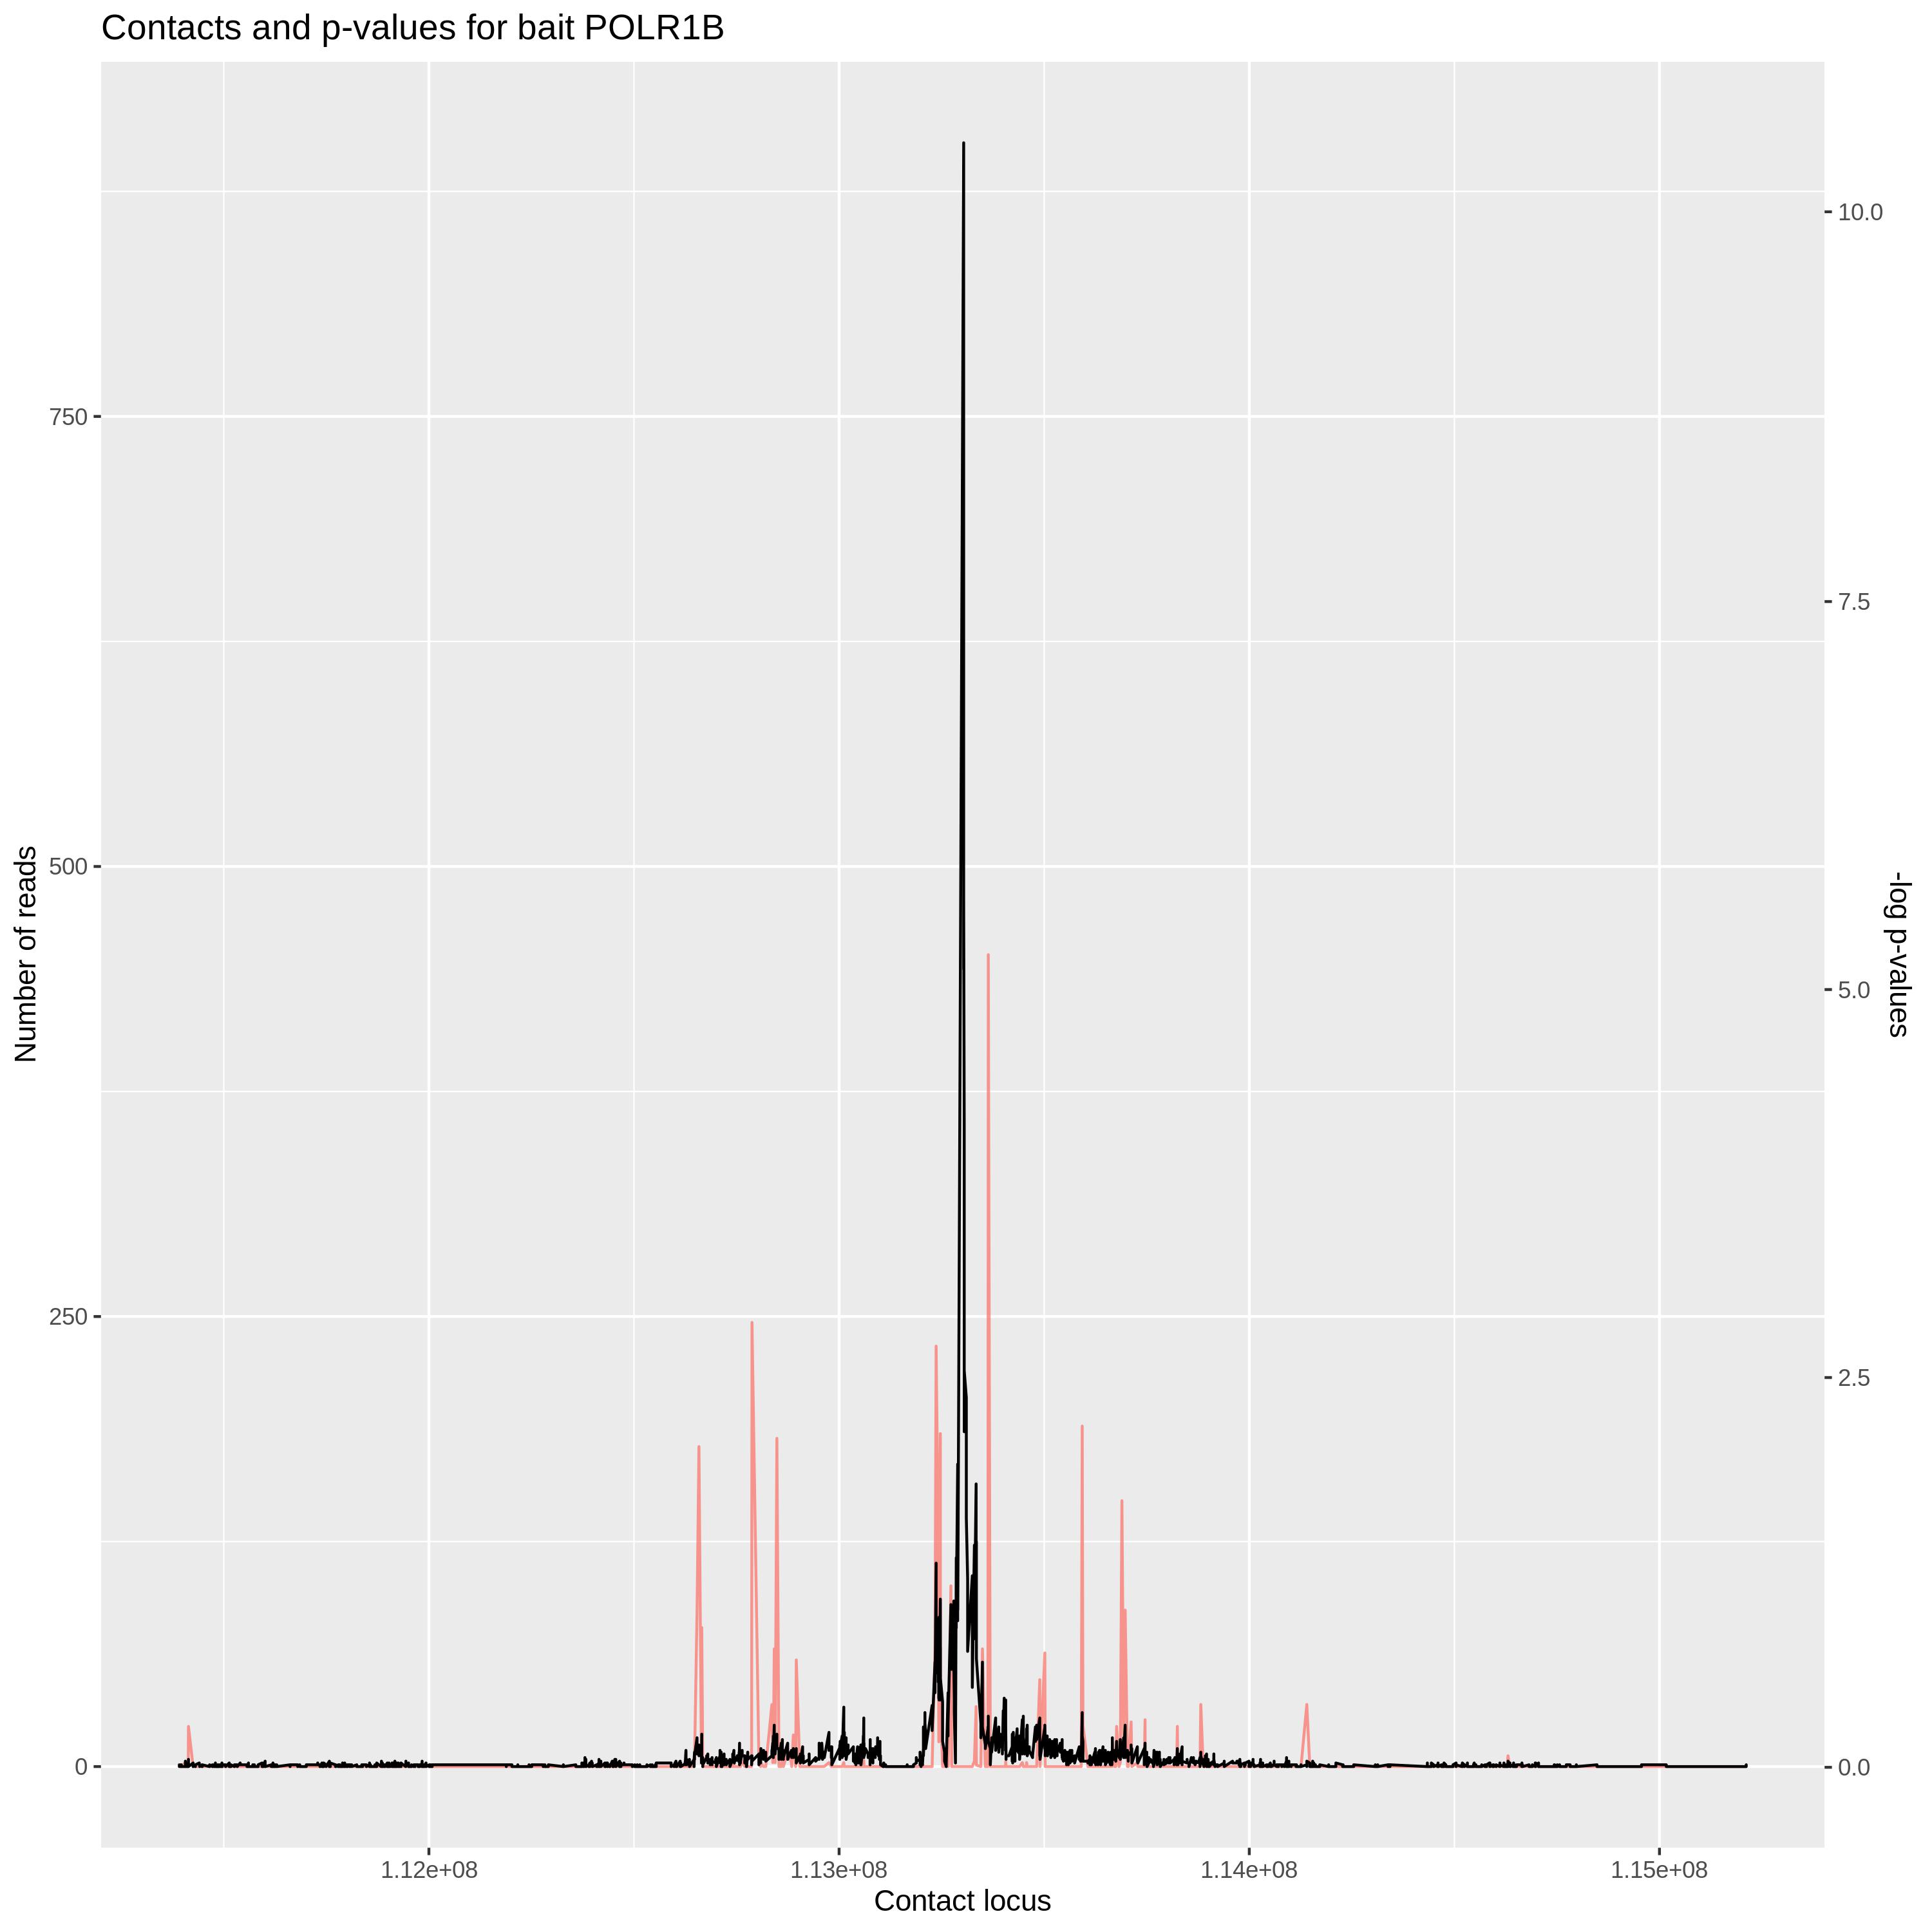 Contacts and p-values for bait POLR1B
Number of reads
750
500
250
0
10.0
7.5
5.0
2.5
0.0
-log p-values
1.12e+08
1.13e+08
1.14e+08
1.15e+08
Contact locus